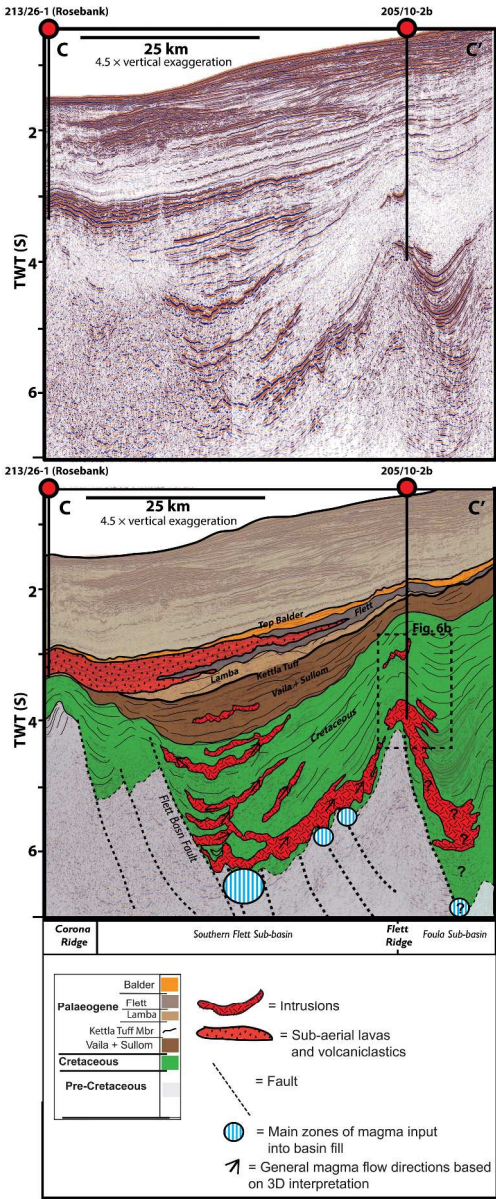 213/26-1 (Rosebank)
205/10-2b
C
25 km
C'
4.5 × vertical exaggeration
2
4
6
TWT (S)
213/26-1 (Rosebank)
205/10-2b
C
25 km
C'
4.5 × vertical exaggeration
2
4
6
TWT (S)
Top Balder
Flett
Fig. 6b
Lamba
Kettla Tuff
Vaila + Sullom
Cretaceous
Flett Basn Fault
?
?
?
?
?
Corona
Ridge
Southern Flett Sub-basin
Flett
Ridge
Foula Sub-basin
Balder
Palaeogene
Flett
Lamba
Kettla Tuff Mbr
Vaila + Sullom
Cretaceous
Pre-Cretaceous
= Intrusions
= Sub-aerial lavas
and volcaniclastics
= Fault
= Main zones of magma input
into basin fill
= General magma flow directions based
on 3D interpretation